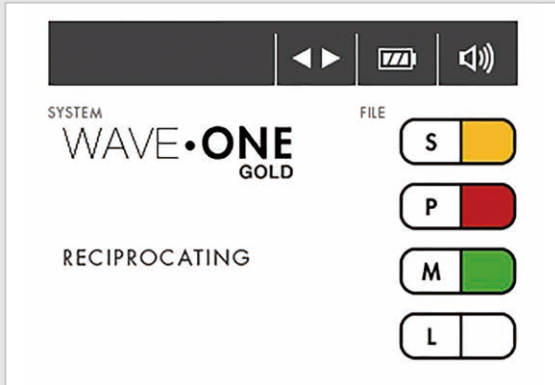 SYSTEM
WAVE•ONE
GOLD
RECIPROCATING
FILE
S
P
M
L